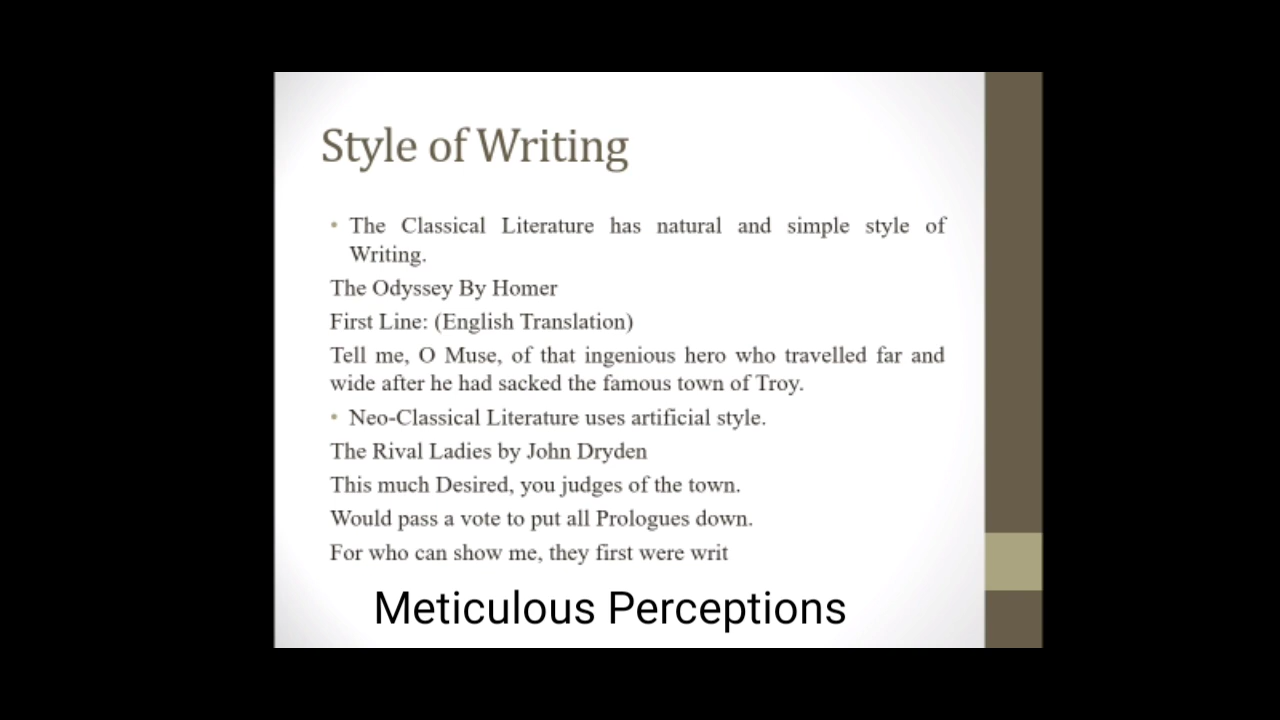 Style of Writing
• The Classical Literature has natural and simple style of
Writing.
The Odyssey By Homer
First Line: (English Translation)
Tell me, O Muse, of that ingenious hero who travelled far and
wide after he had sacked the famous town of Troy.
• Neo-Classical Literature uses artificial style.
The Rival Ladies by John Dryden
This much Desired, you judges of the town.
Would pass a vote to put all Prologues down.
For who can show me, they first were writ
Meticulous Perceptions